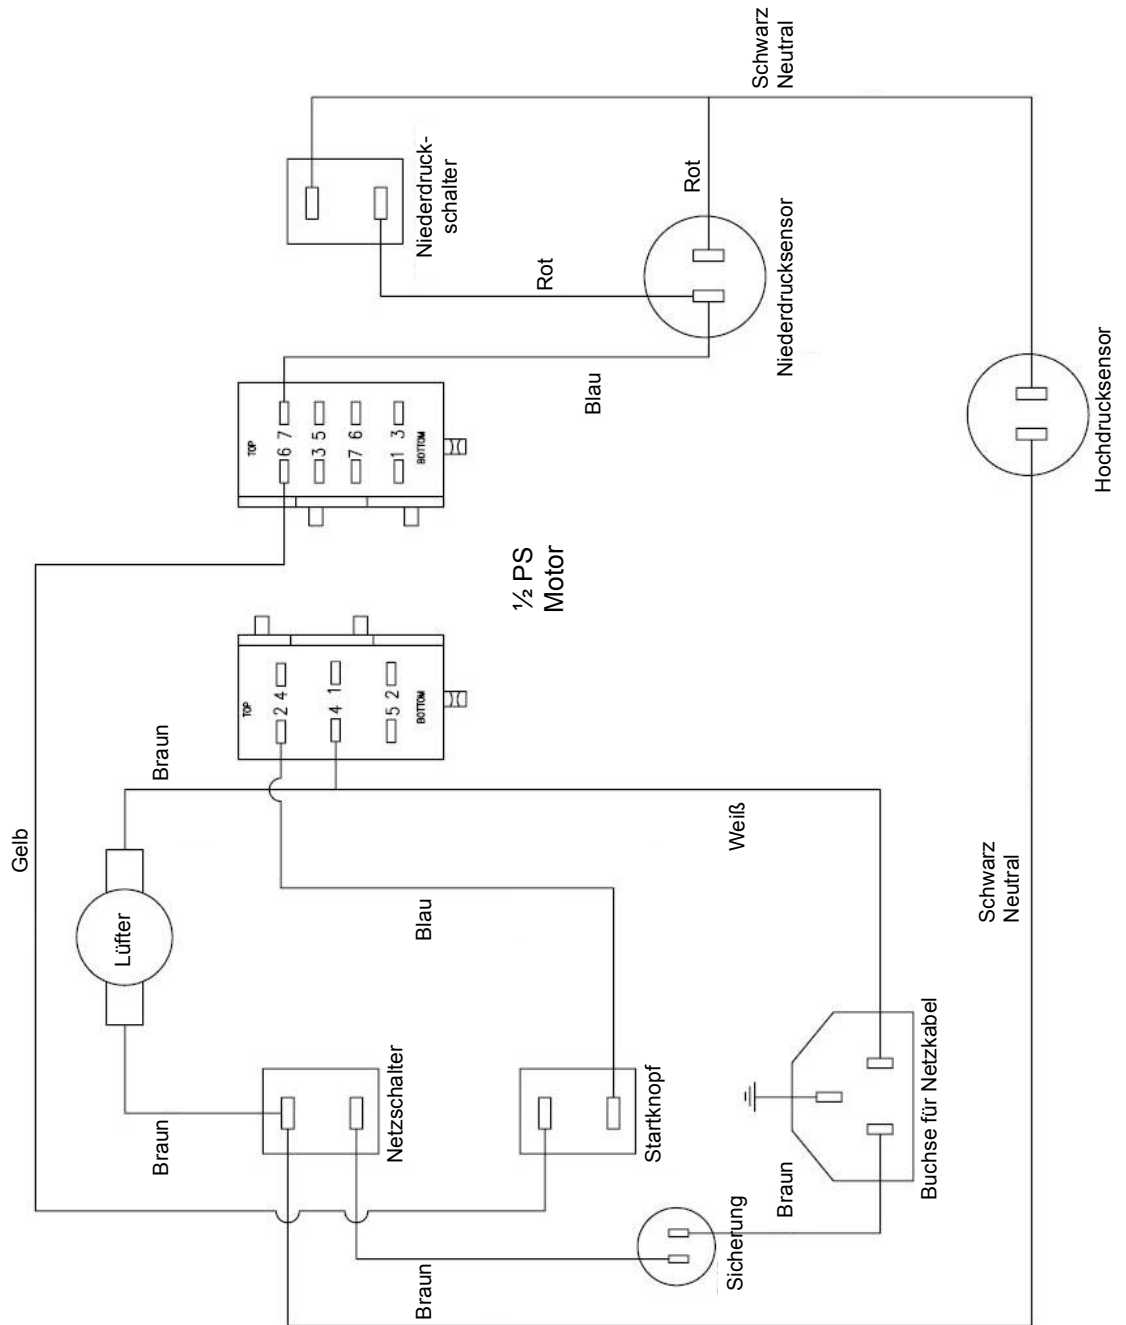 Gelb
Lüfter
Braun
Braun
TOP
2 4
4 1
5 2
BOTTOM
TOP
6 7
3 5
7 6
1 3
BOTTOM
Netzschalter
Braun
Blau
Niederdruck-
schalter
½ PS
Motor
Rot
Blau
Startknopf
Rot
Sicherung
Weiß
Schwarz
Neutral
Braun
Niederdrucksensor
Buchse für Netzkabel
Schwarz
Neutral
Hochdrucksensor